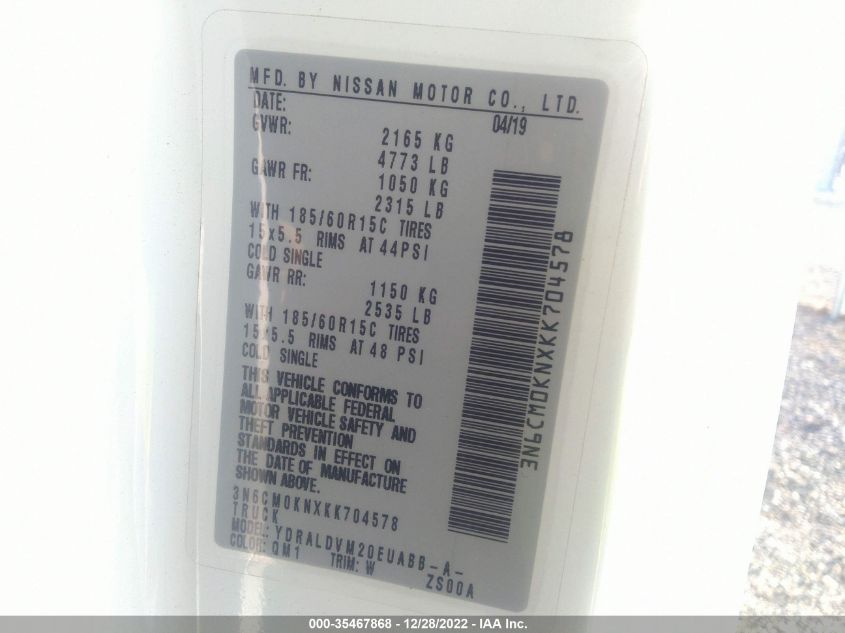 MFD. BY NISSAN MOTOR CO., LTD.
DATE: 04/19
GVWR: 2165 KG
4773 LB
GAWR FR: 1050 KG
2315 LB
WITH 185/60R15C TIRES
15x5.5 RIMS AT 44PSI
COLD SINGLE
GAWR RR: 1150 KG
2535 LB
WITH 185/60R15C TIRES
15x5.5 RIMS AT 48 PSI
COLD SINGLE
THIS VEHICLE CONFORMS TO
ALL APPLICABLE FEDERAL
MOTOR VEHICLE SAFETY AND
THEFT PREVENTION
STANDARDS IN EFFECT ON
THE DATE OF MANUFACTURE
SHOWN ABOVE.
3N6CM0KNXKK704578
TRUCK
MODEL: YDRALDVM20EUABB-A-
COLOR: QM1 TRIM: W ZS00A
3N6CM0KNXKK704578
000-35467868 - 12/28/2022 - IAA Inc.